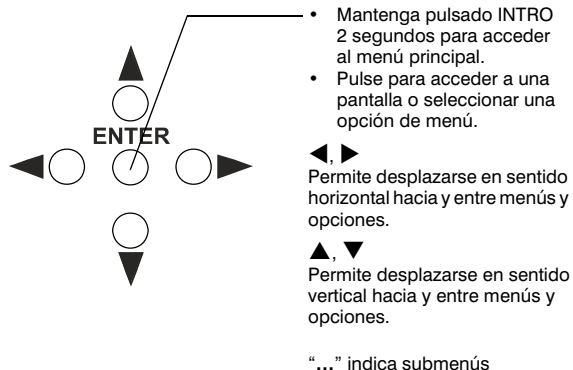 • Mantenga pulsado INTRO
2 segundos para acceder
al menú principal.
• Pulse para acceder a una
pantalla o seleccionar una
opción de menú.
ENTER
◀, ▶
Permite desplazarse en sentido
horizontal hacia y entre menús y
opciones.
▲, ▼
Permite desplazarse en sentido
vertical hacia y entre menús y
opciones.
“...” indica submenús